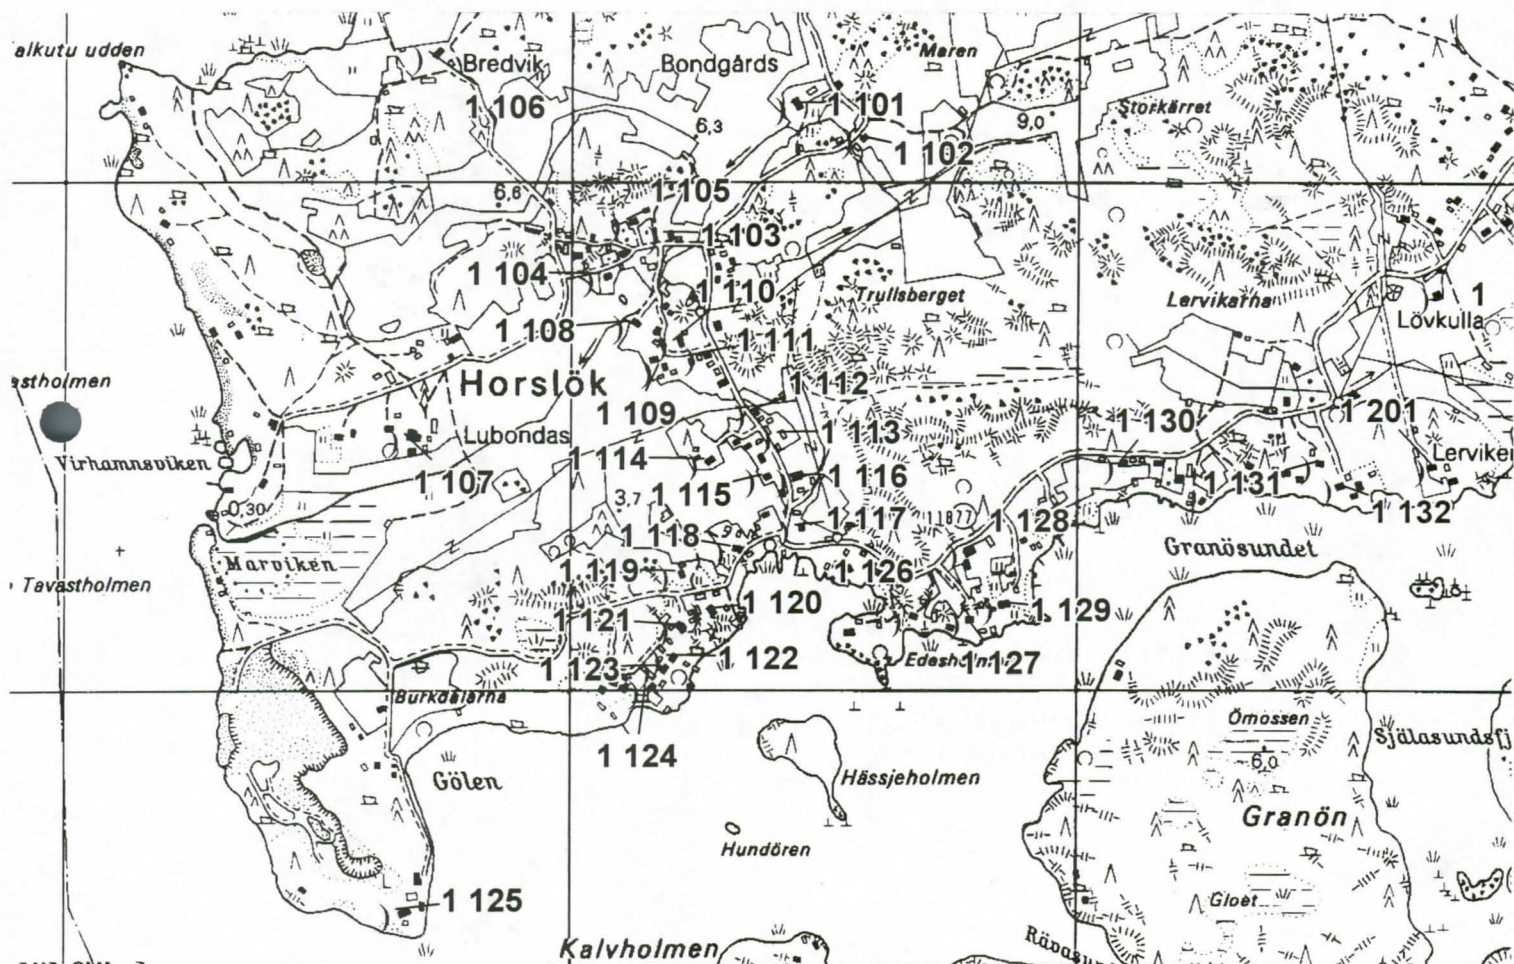 alkutu udden
Bredvik
Bondgårds
Maren
1 106
1 101
Storkärret
6,3
9,0
1 102
1 105
6,6
1 103
1 104
1 110
Trullsberget
Lervikarna
1
Lövkulla
1 108
1 111
Horslök
1 112
astholmen
1 109
1 130
1 201
1 113
Lubondas
Virhamnsviken
1 114
Lervike
1 107
1 115
1 116
1 131
3,7
0,30
1 117
1877
1 128
1 132
1 118
Granösundet
Marviken
1 119
1 126
Tavastholmen
1 120
1 129
1 121
1 122
1 127
1 123
Burkdalarna
Ömossen
Själasundsfj
1 124
6,0
Gölen
Hässjeholmen
Granön
Hundören
1 125
Gloet
Kalvholmen
Rävasun